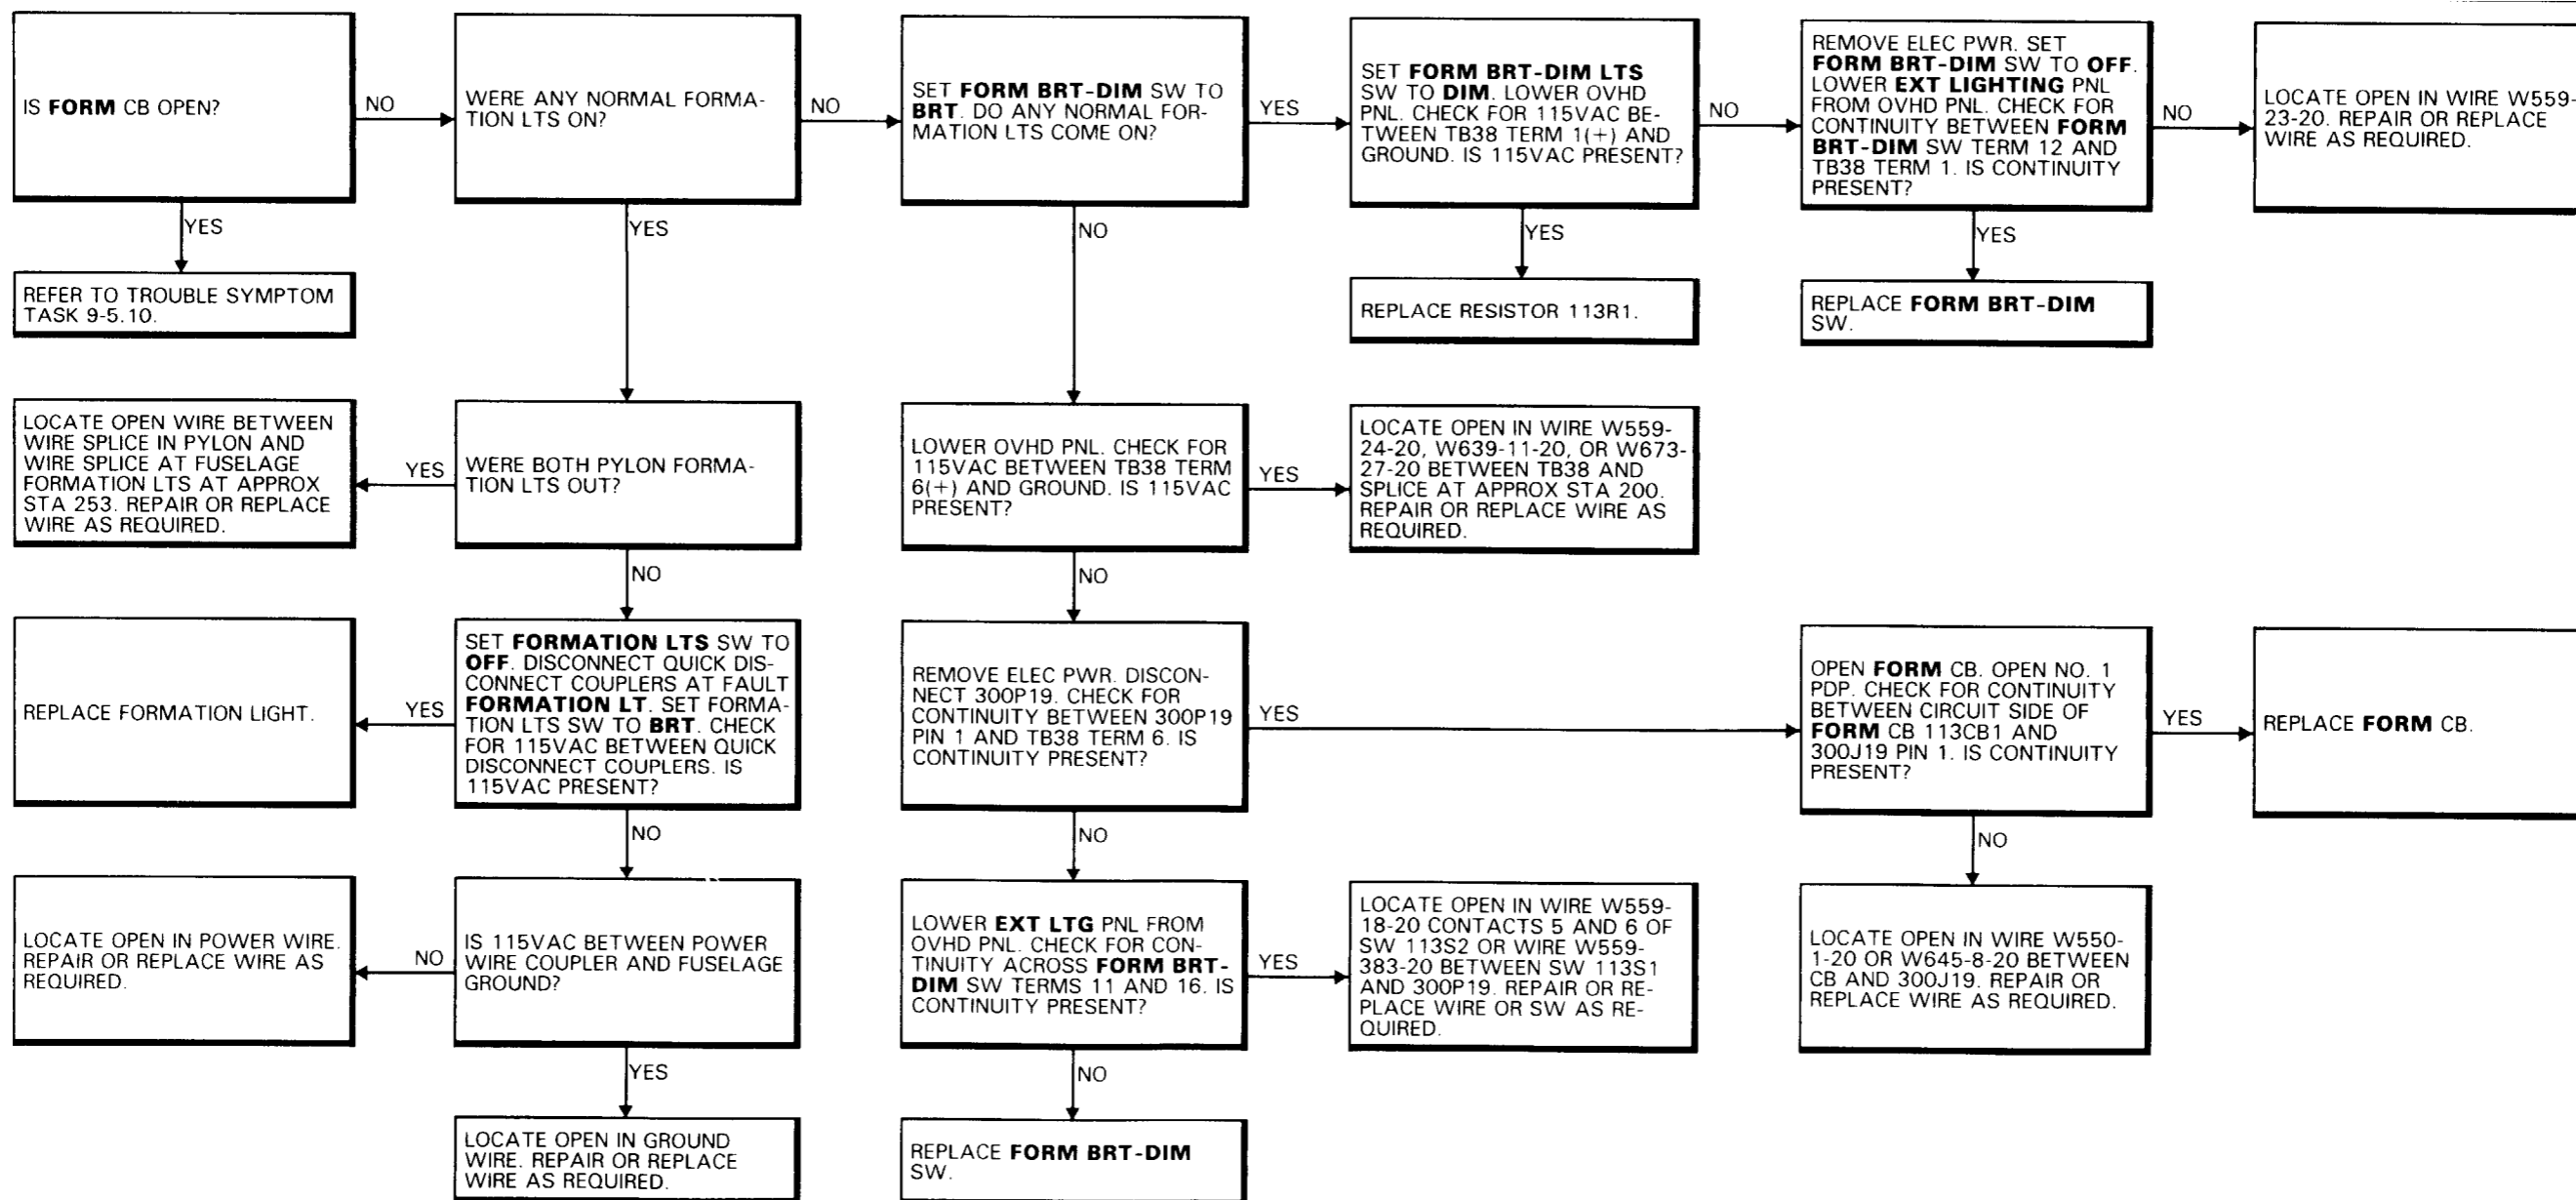 IS FORM CB OPEN?
NO
YES
REFER TO TROUBLE SYMPTOM
TASK 9-5.10.
WERE ANY NORMAL FORMA-
TION LTS ON?
NO
YES
SET FORM BRT-DIM SW TO
BRT. DO ANY NORMAL FOR-
MATION LTS COME ON?
YES
NO
SET FORM BRT-DIM LTS
SW TO DIM. LOWER OVHD
PNL. CHECK FOR 115VAC BE-
TWEEN TB38 TERM 1(+) AND
GROUND. IS 115VAC PRESENT?
NO
YES
REPLACE RESISTOR 113R1.
REMOVE ELEC PWR. SET
FORM BRT-DIM SW TO OFF.
LOWER EXT LIGHTING PNL
FROM OVHD PNL. CHECK FOR
CONTINUITY BETWEEN FORM
BRT-DIM SW TERM 12 AND
TB38 TERM 1. IS CONTINUITY
PRESENT?
NO
YES
REPLACE FORM BRT-DIM
SW.
LOCATE OPEN IN WIRE W559-
23-20. REPAIR OR REPLACE
WIRE AS REQUIRED.
LOCATE OPEN WIRE BETWEEN
WIRE SPLICE IN PYLON AND
WIRE SPLICE AT FUSELAGE
FORMATION LTS AT APPROX
STA 253. REPAIR OR REPLACE
WIRE AS REQUIRED.
YES
WERE BOTH PYLON FORMA-
TION LTS OUT?
NO
LOWER OVHD PNL. CHECK FOR
115VAC BETWEEN TB38 TERM
6(+) AND GROUND. IS 115VAC
PRESENT?
YES
NO
LOCATE OPEN IN WIRE W559-
24-20, W639-11-20, OR W673-
27-20 BETWEEN TB38 AND
SPLICE AT APPROX STA 200.
REPAIR OR REPLACE WIRE AS
REQUIRED.
REPLACE FORMATION LIGHT.
YES
SET FORMATION LTS SW TO
OFF. DISCONNECT QUICK DIS-
CONNECT COUPLERS AT FAULT
FORMATION LT. SET FORMA-
TION LTS SW TO BRT. CHECK
FOR 115VAC BETWEEN QUICK
DISCONNECT COUPLERS. IS
115VAC PRESENT?
NO
REMOVE ELEC PWR. DISCON-
NECT 300P19. CHECK FOR
CONTINUITY BETWEEN 300P19
PIN 1 AND TB38 TERM 6. IS
CONTINUITY PRESENT?
YES
NO
OPEN FORM CB. OPEN NO. 1
PDP. CHECK FOR CONTINUITY
BETWEEN CIRCUIT SIDE OF
FORM CB 113CB1 AND
300J19 PIN 1. IS CONTINUITY
PRESENT?
YES
NO
REPLACE FORM CB.
LOCATE OPEN IN POWER WIRE.
REPAIR OR REPLACE WIRE AS
REQUIRED.
NO
IS 115VAC BETWEEN POWER
WIRE COUPLER AND FUSELAGE
GROUND?
YES
LOCATE OPEN IN GROUND
WIRE. REPAIR OR REPLACE
WIRE AS REQUIRED.
LOWER EXT LTG PNL FROM
OVHD PNL. CHECK FOR CON-
TINUITY ACROSS FORM BRT-
DIM SW TERMS 11 AND 16. IS
CONTINUITY PRESENT?
YES
NO
REPLACE FORM BRT-DIM
SW.
LOCATE OPEN IN WIRE W559-
18-20 CONTACTS 5 AND 6 OF
SW 113S2 OR WIRE W559-
383-20 BETWEEN SW 113S1
AND 300P19. REPAIR OR RE-
PLACE WIRE OR SW AS RE-
QUIRED.
LOCATE OPEN IN WIRE W550-
1-20 OR W645-8-20 BETWEEN
CB AND 300J19. REPAIR OR
REPLACE WIRE AS REQUIRED.